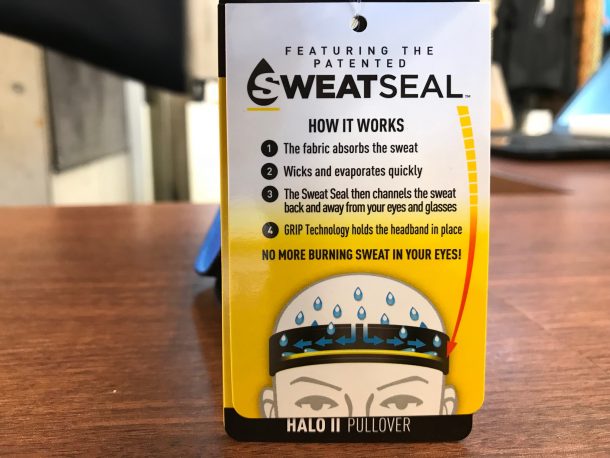 FEATURING THE
PATENTED
SWEATSEAL™
HOW IT WORKS
1 The fabric absorbs the sweat
2 Wicks and evaporates quickly
3 The Sweat Seal then channels the sweat
back and away from your eyes and glasses
4 GRIP Technology holds the headband in place
NO MORE BURNING SWEAT IN YOUR EYES!
HALO II PULLOVER